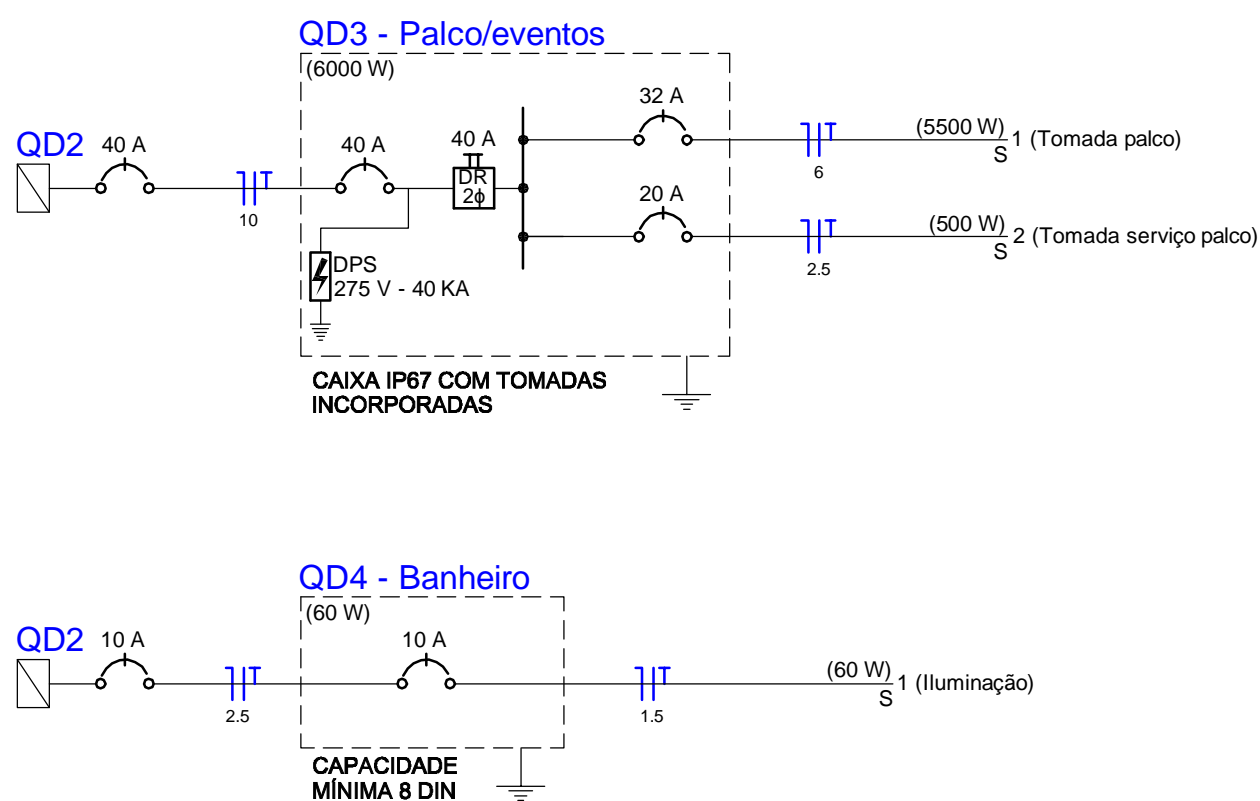 QD3 - Palco/eventos
(6000 W)
QD2
40 A
10
40 A
40 A
DR
2ϕ
DPS
275 V - 40 KA
32 A
6
(5500 W)
S
1 (Tomada palco)
20 A
2.5
(500 W)
S
2 (Tomada serviço palco)
CAIXA IP67 COM TOMADAS
INCORPORADAS
QD4 - Banheiro
(60 W)
QD2
10 A
2.5
10 A
1.5
(60 W)
S
1 (Iluminação)
CAPACIDADE
MÍNIMA 8 DIN